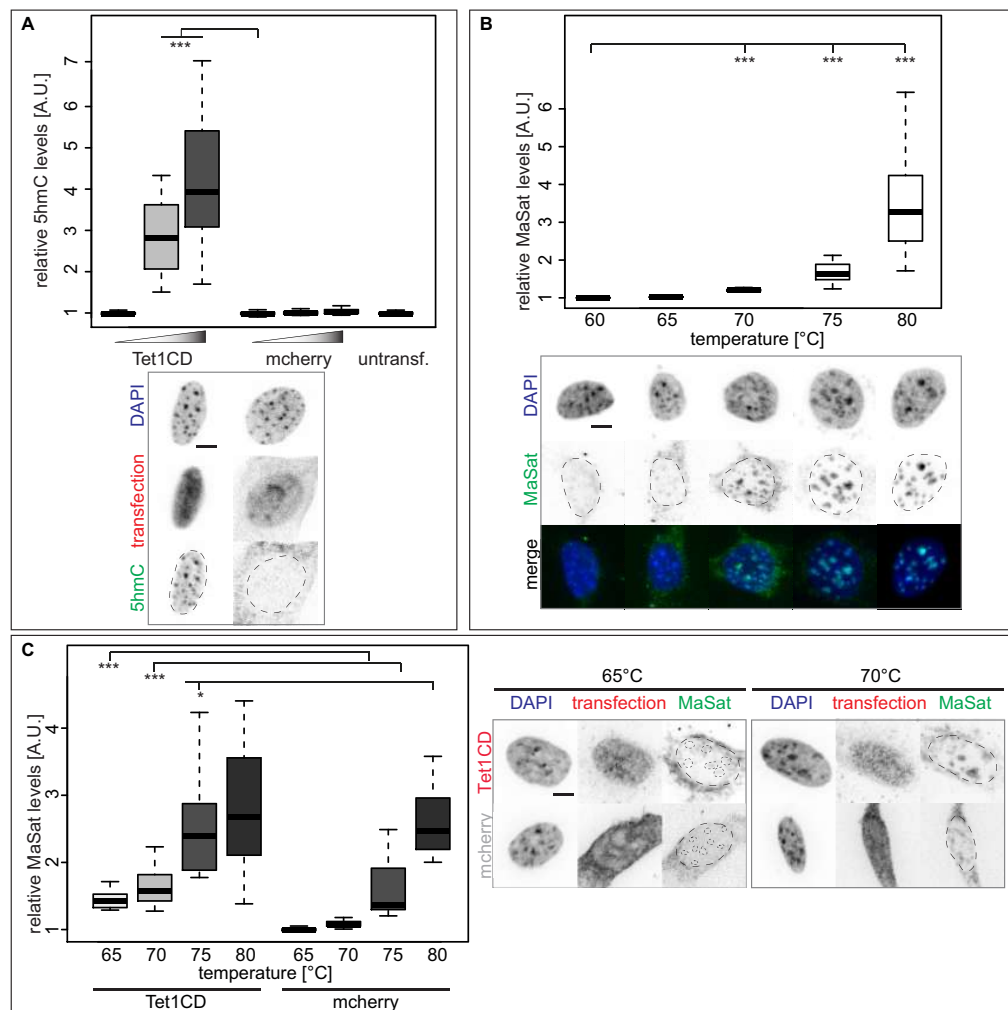 A
***
relative 5hmC levels [A.U.]
7
6
5
4
3
2
1
Tet1CD mcherry untransf.
DAPI
transfection
5hmC
B
*** *** ***
relative MaSat levels [A.U.]
6
5
4
3
2
1
60 65 70 75 80
temperature [°C]
DAPI
MaSat
merge
C
***
***
*
relative MaSat levels [A.U.]
4
3
2
1
65 70 75 80 65 70 75 80
temperature [°C]
Tet1CD mcherry
65°C 70°C
DAPI transfection MaSat DAPI transfection MaSat
Tet1CD
mcherry